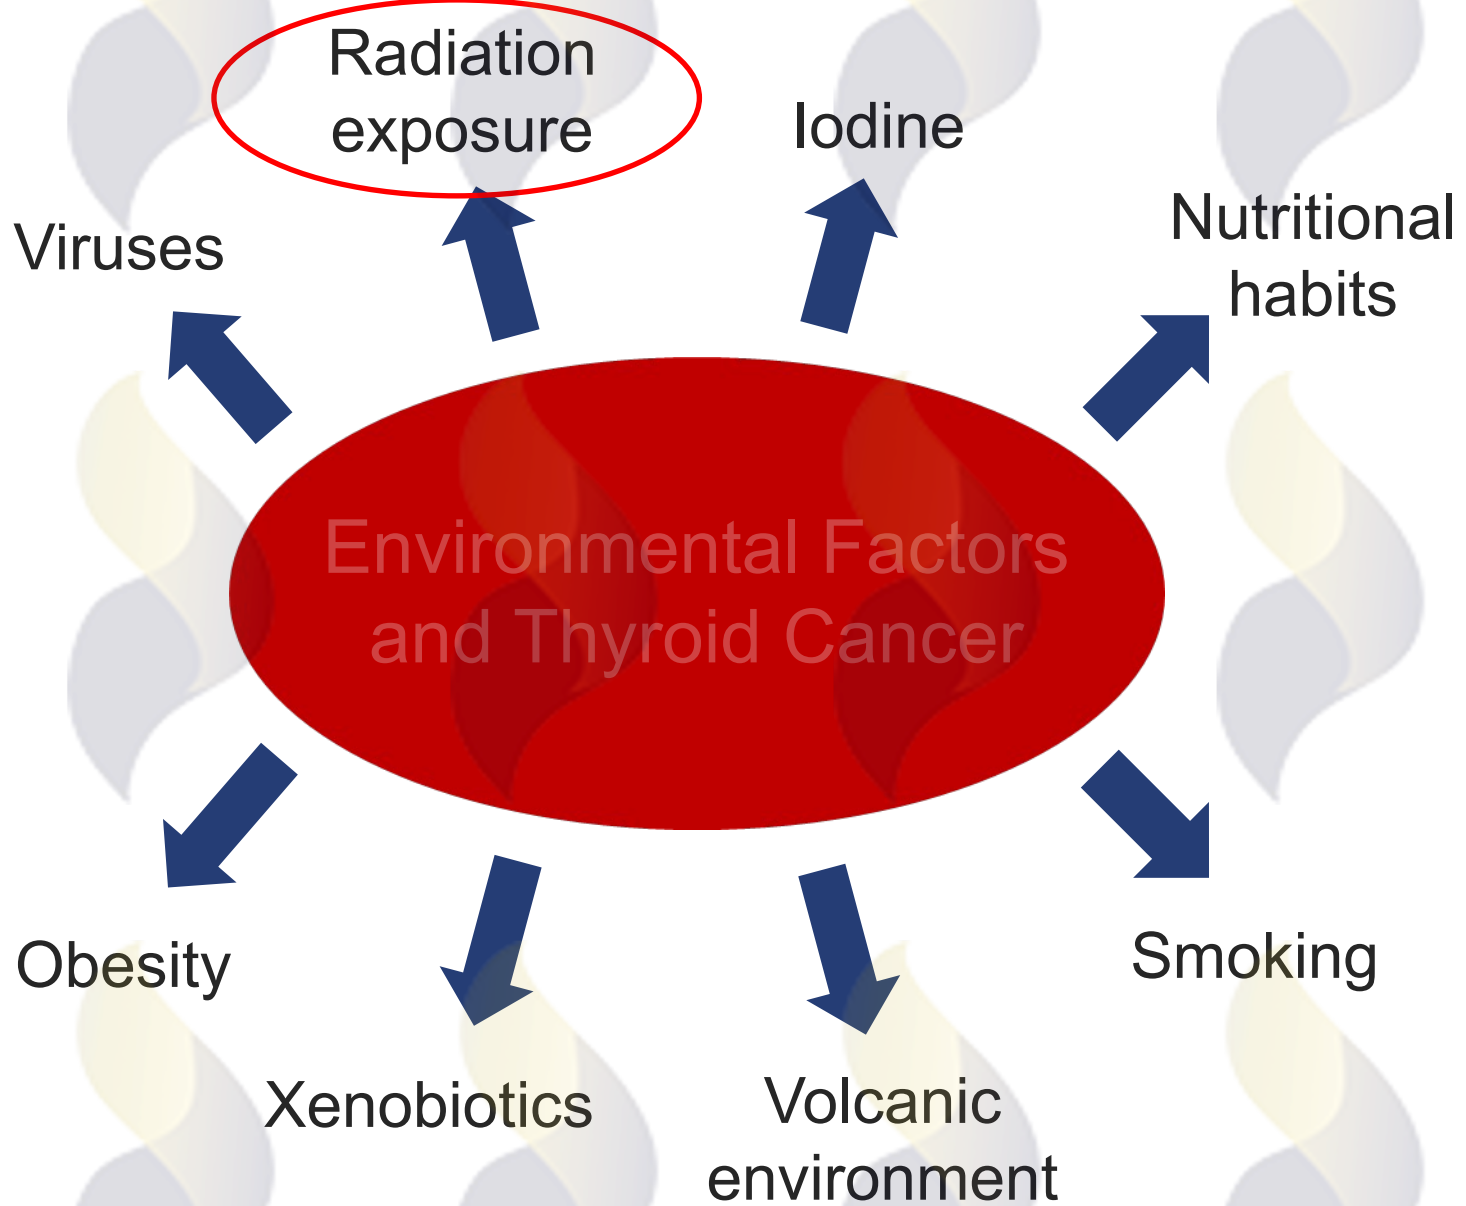 Radiation
exposure
Iodine
Nutritional
habits
Viruses
Environmental Factors
and Thyroid Cancer
Obesity
Smoking
Xenobiotics
Volcanic
environment